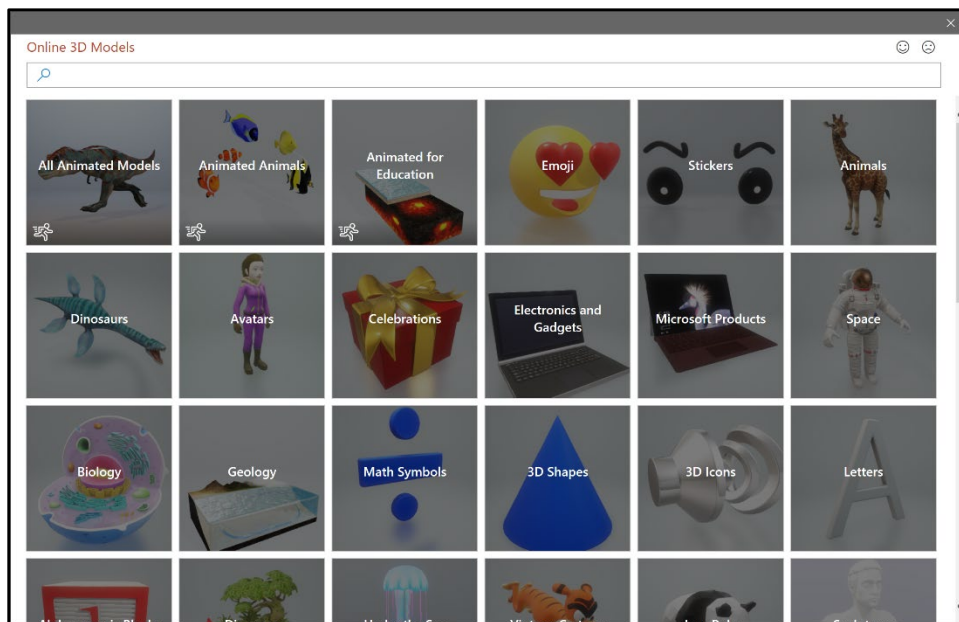 Online 3D Models
All Animated Models
Animated Animals
Animated for
Education
Emoji
Stickers
Animals
Dinosaurs
Avatars
Celebrations
Electronics and
Gadgets
Microsoft Products
Space
Biology
Geology
Math Symbols
3D Shapes
3D Icons
Letters